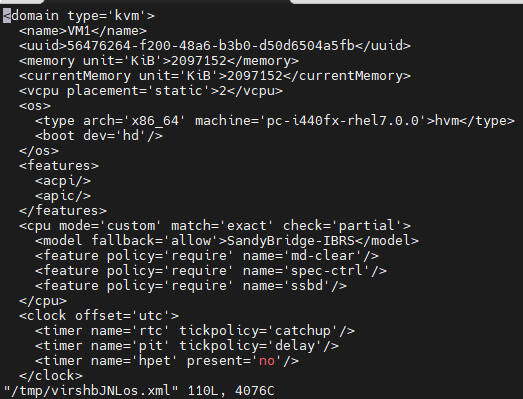 <domain type='kvm'>
  <name>VM1</name>
  <uuid>56476264-f200-48a6-b3b0-d50d6504a5fb</uuid>
  <memory unit='KiB'>2097152</memory>
  <currentMemory unit='KiB'>2097152</currentMemory>
  <vcpu placement='static'>2</vcpu>
  <os>
    <type arch='x86_64' machine='pc-i440fx-rhel7.0.0'>hvm</type>
    <boot dev='hd'/>
  </os>
  <features>
    <acpi/>
    <apic/>
  </features>
  <cpu mode='custom' match='exact' check='partial'>
    <model fallback='allow'>SandyBridge-IBRS</model>
    <feature policy='require' name='md-clear'/>
    <feature policy='require' name='spec-ctrl'/>
    <feature policy='require' name='ssbd'/>
  </cpu>
  <clock offset='utc'>
    <timer name='rtc' tickpolicy='catchup'/>
    <timer name='pit' tickpolicy='delay'/>
    <timer name='hpet' present='no'/>
  </clock>
"/tmp/virshbJNLos.xml" 110L, 4076C